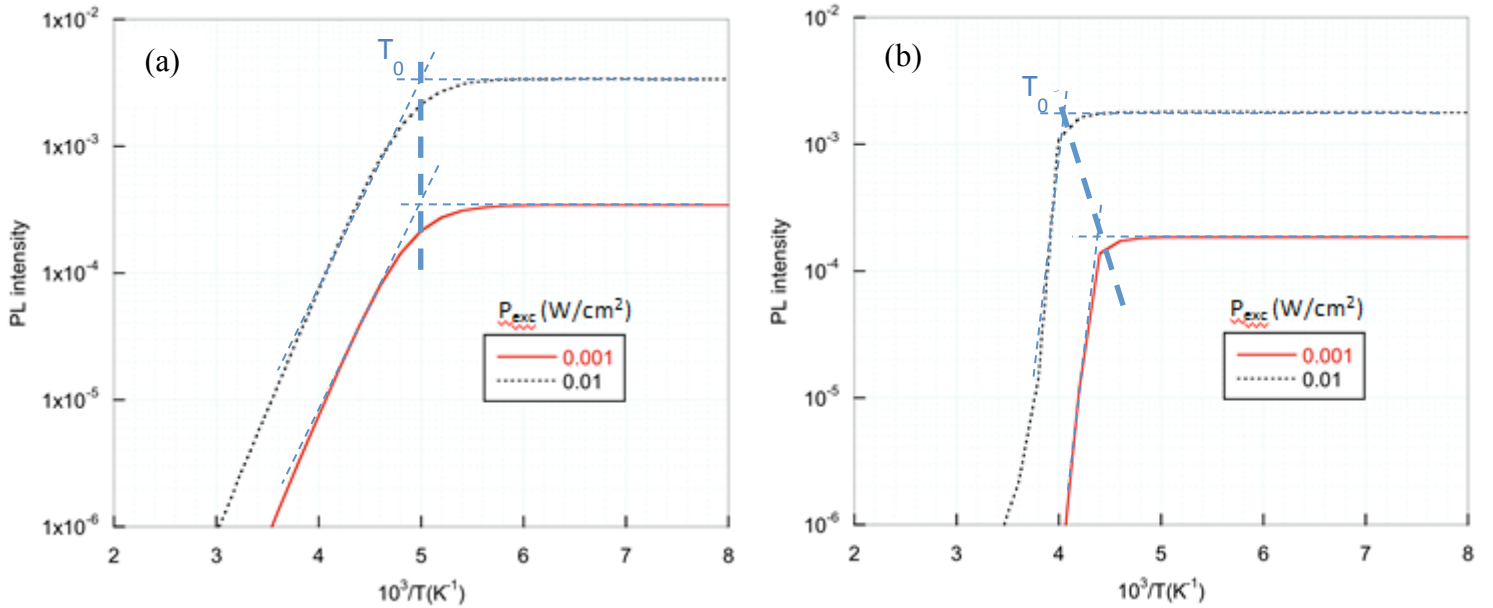 (a)
T0
PL intensity
1x10-2
1x10-3
1x10-4
1x10-5
1x10-6
Pexc (W/cm2)
0.001
0.01
2 3 4 5 6 7 8
103/T(K-1)
(b)
T0
PL intensity
10-2
10-3
10-4
10-5
10-6
Pexc (W/cm2)
0.001
0.01
2 3 4 5 6 7 8
103/T(K-1)